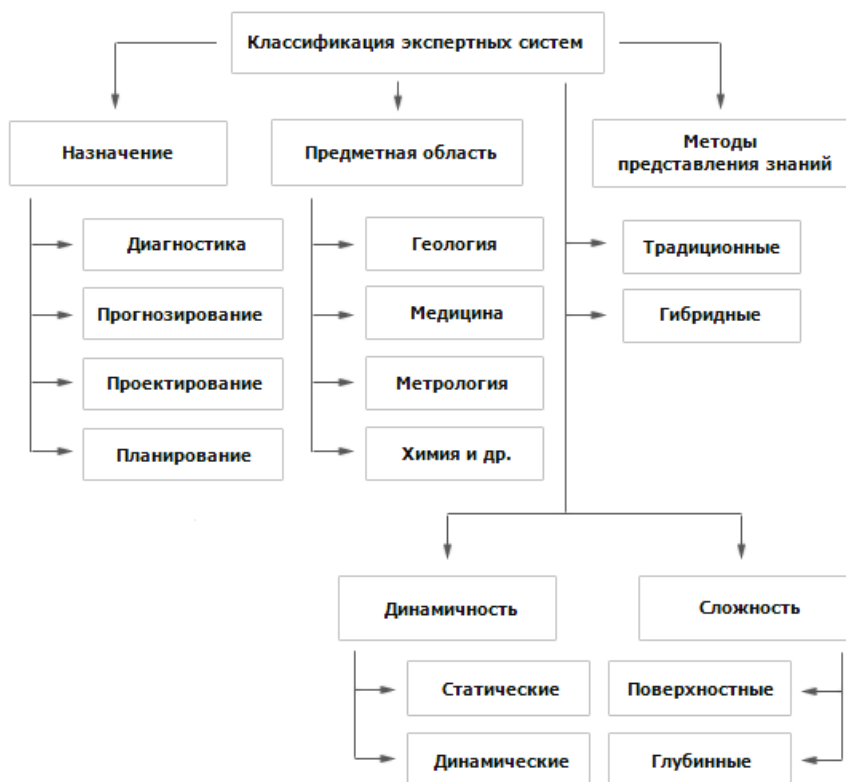 Классификация экспертных систем
Назначение
Предметная область
Методы
представления знаний
Диагностика
Геология
Традиционные
Прогнозирование
Медицина
Гибридные
Проектирование
Метрология
Планирование
Химия и др.
Динамичность
Сложность
Статические
Поверхностные
Динамические
Глубинные